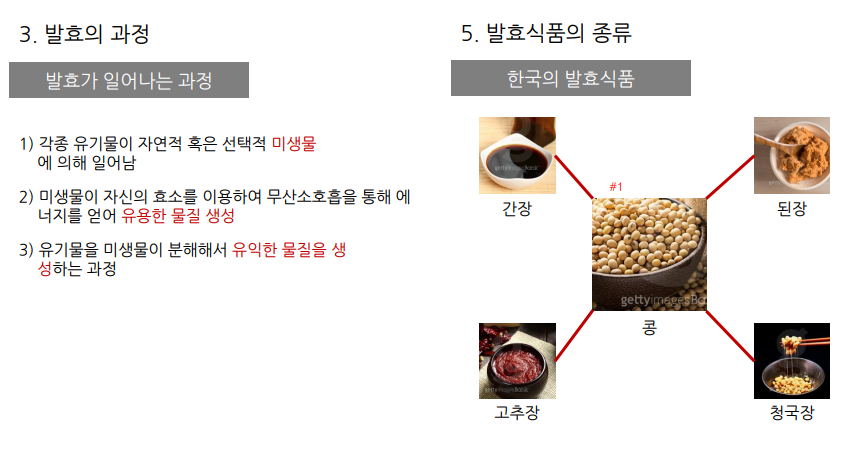 3. 발효의 과정
발효가 일어나는 과정
1) 각종 유기물이 자연적 혹은 선택적 미생물
에 의해 일어남
2) 미생물이 자신의 효소를 이용하여 무산소호흡을 통해 에
너지를 얻어 유용한 물질 생성
3) 유기물을 미생물이 분해해서 유익한 물질을 생
성하는 과정
5. 발효식품의 종류
한국의 발효식품
간장
된장
#1
gettyimagesBank
콩
고추장
청국장